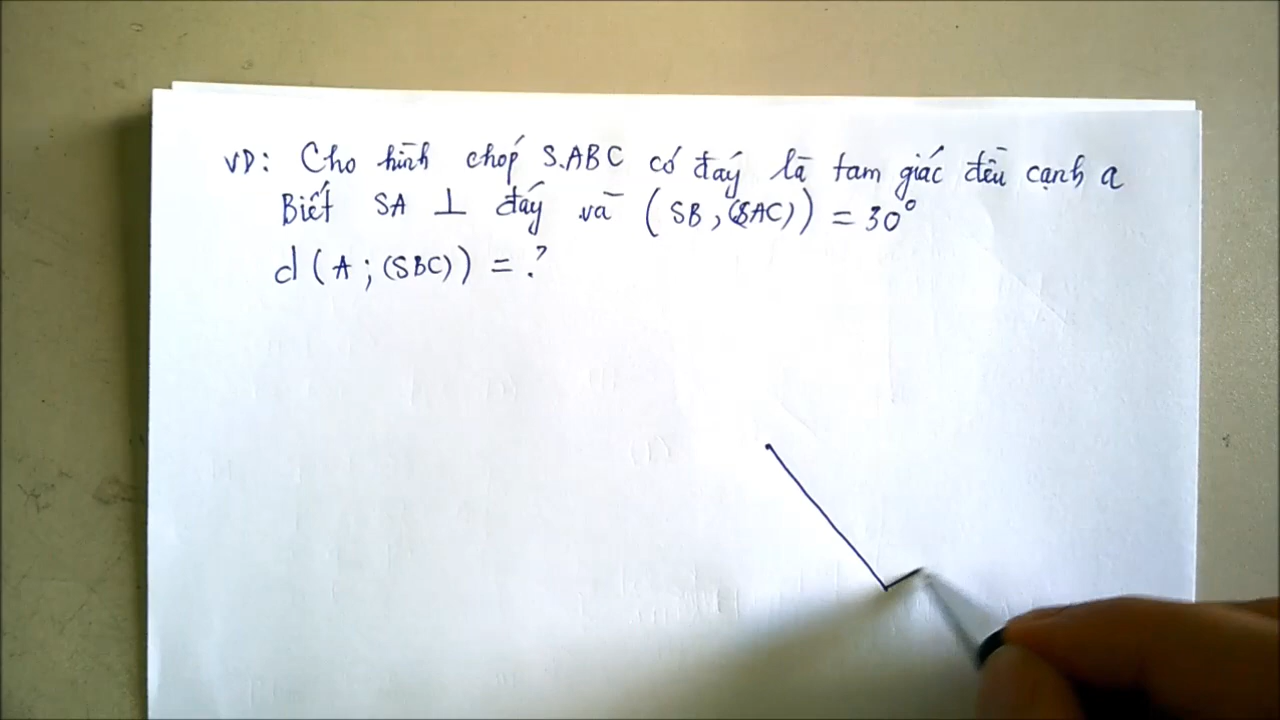 VD: Cho hình chóp S.ABC có đáy là tam giác đều cạnh a
Biết SA ⊥ đáy và (SB, (SAC)) = 30°
d(A; (SBC)) = ?